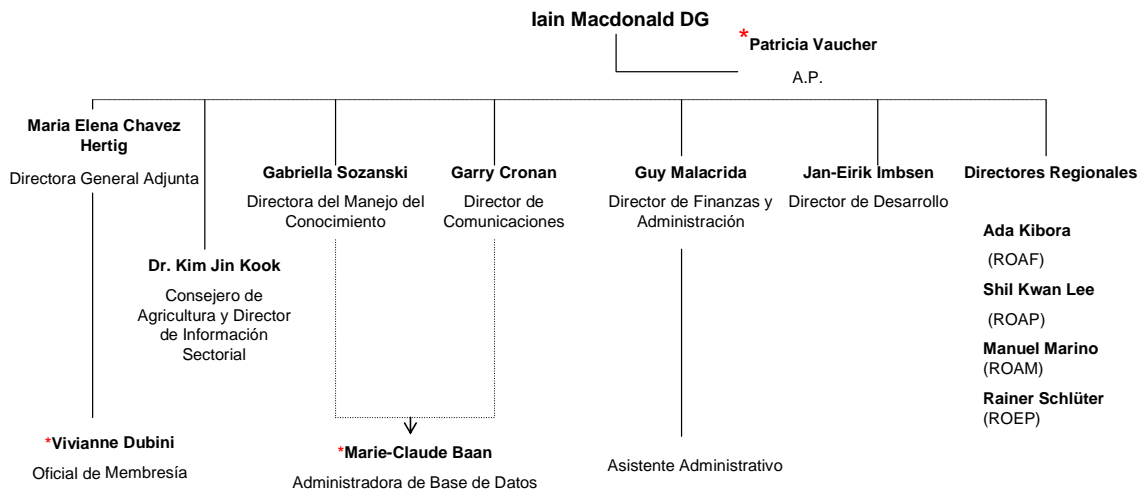 Iain Macdonald DG
*Patricia Vaucher
A.P.
Maria Elena Chavez
Hertig
Directora General Adjunta
Dr. Kim Jin Kook
Consejero de
Agricultura y Director
de Información
Sectorial
Gabriella Sozanski
Directora del Manejo del
Conocimiento
Garry Cronan
Director de
Comunicaciones
Guy Malacrida
Director de Finanzas y
Administración
Jan-Eirik Imbsen
Director de Desarrollo
Directores Regionales
Ada Kibora
(ROAF)
Shil Kwan Lee
(ROAP)
Manuel Marino
(ROAM)
Rainer Schlüter
(ROEP)
*Vivianne Dubini
Oficial de Membresía
*Marie-Claude Baan
Administradora de Base de Datos
Asistente Administrativo